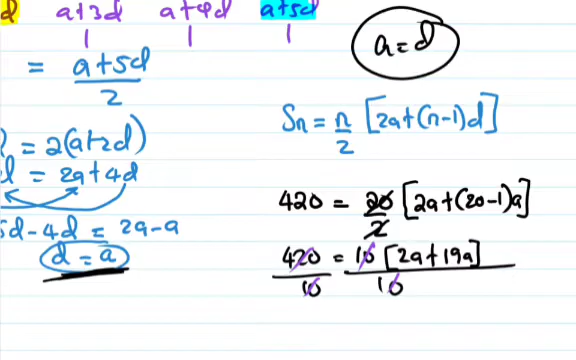 d a+3d a+4d a+5d
a=d
= a+5d/2
Sn = n/2 [2a+(n-1)d]
= 2(a+2d)
= 2a+4d
420 = 20/2 [2a+(20-1)a]
5d-4d = 2a-a
d = a
420 = 10 [2a+19a]
10 10